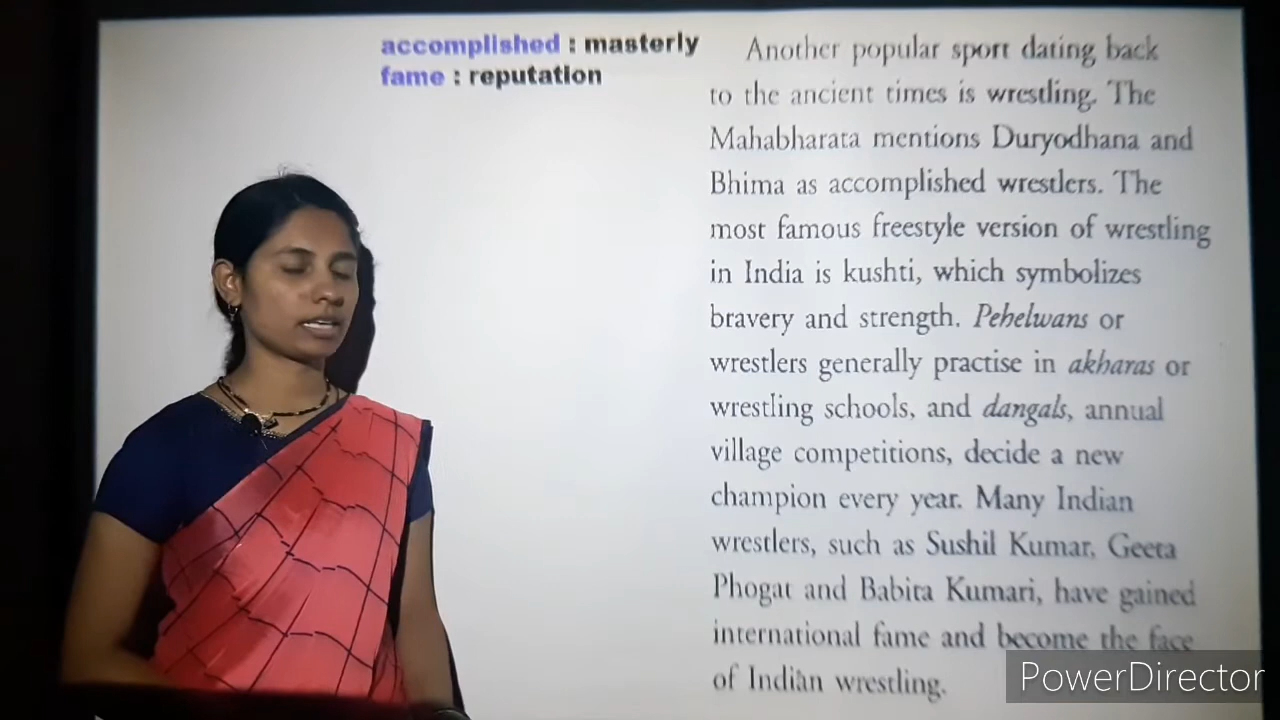 accomplished : masterly
fame : reputation
Another popular sport dating back
to the ancient times is wrestling. The
Mahabharata mentions Duryodhana and
Bhima as accomplished wrestlers. The
most famous freestyle version of wrestling
in India is kushti, which symbolizes
bravery and strength. Pehelwans or
wrestlers generally practise in akharas or
wrestling schools, and dangals, annual
village competitions, decide a new
champion every year. Many Indian
wrestlers, such as Sushil Kumar, Geeta
Phogat and Babita Kumari, have gained
international fame and become the face
of Indian wrestling.
PowerDirector